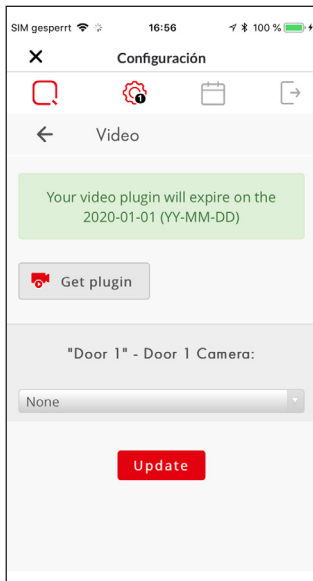 SIM gesperrt 16:56 100 %
Configuración
1
Video
Your video plugin will expire on the
2020-01-01 (YY-MM-DD)
Get plugin
"Door 1" - Door 1 Camera:
None
Update